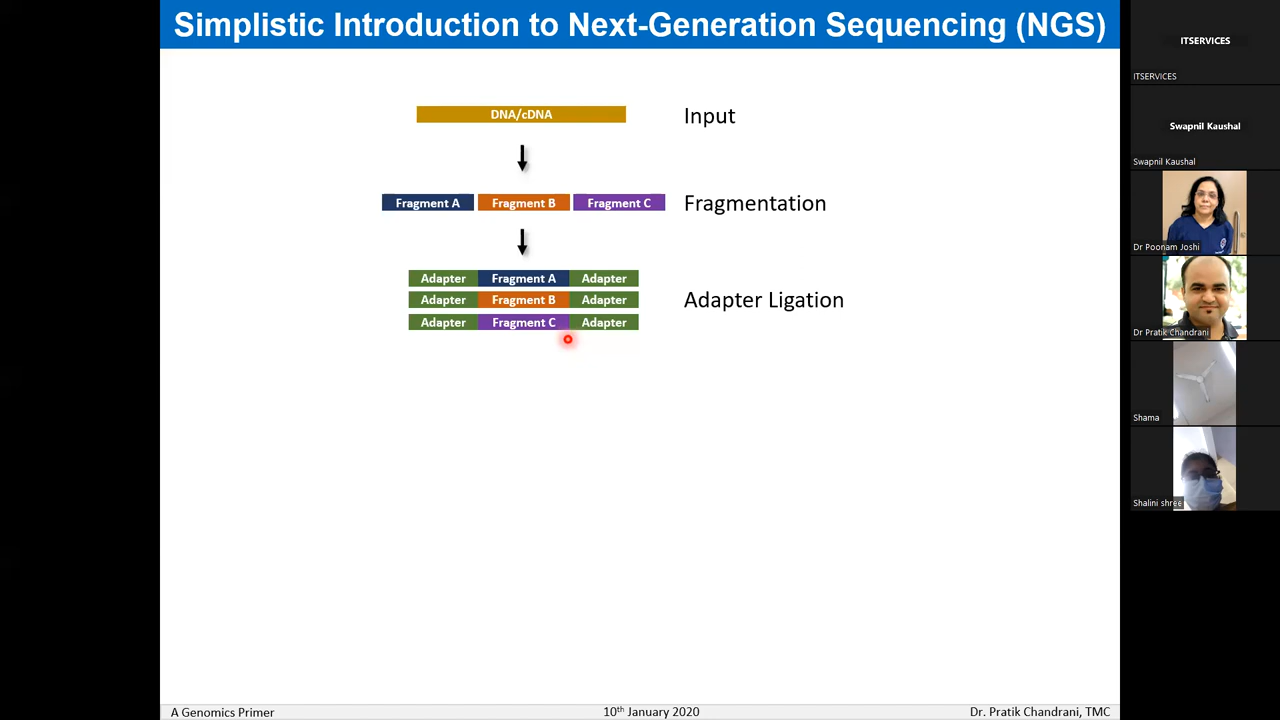 Simplistic Introduction to Next-Generation Sequencing (NGS)
DNA/cDNA
Input
Fragment A
Fragment B
Fragment C
Fragmentation
Adapter
Fragment A
Adapter
Adapter
Fragment B
Adapter
Adapter
Fragment C
Adapter
Adapter Ligation
A Genomics Primer
10th January 2020
Dr. Pratik Chandrani, TMC
ITSERVICES
ITSERVICES
Swapnil Kaushal
Swapnil Kaushal
Dr Poonam Joshi
Dr Pratik Chandrani
Shama
Shalini shree